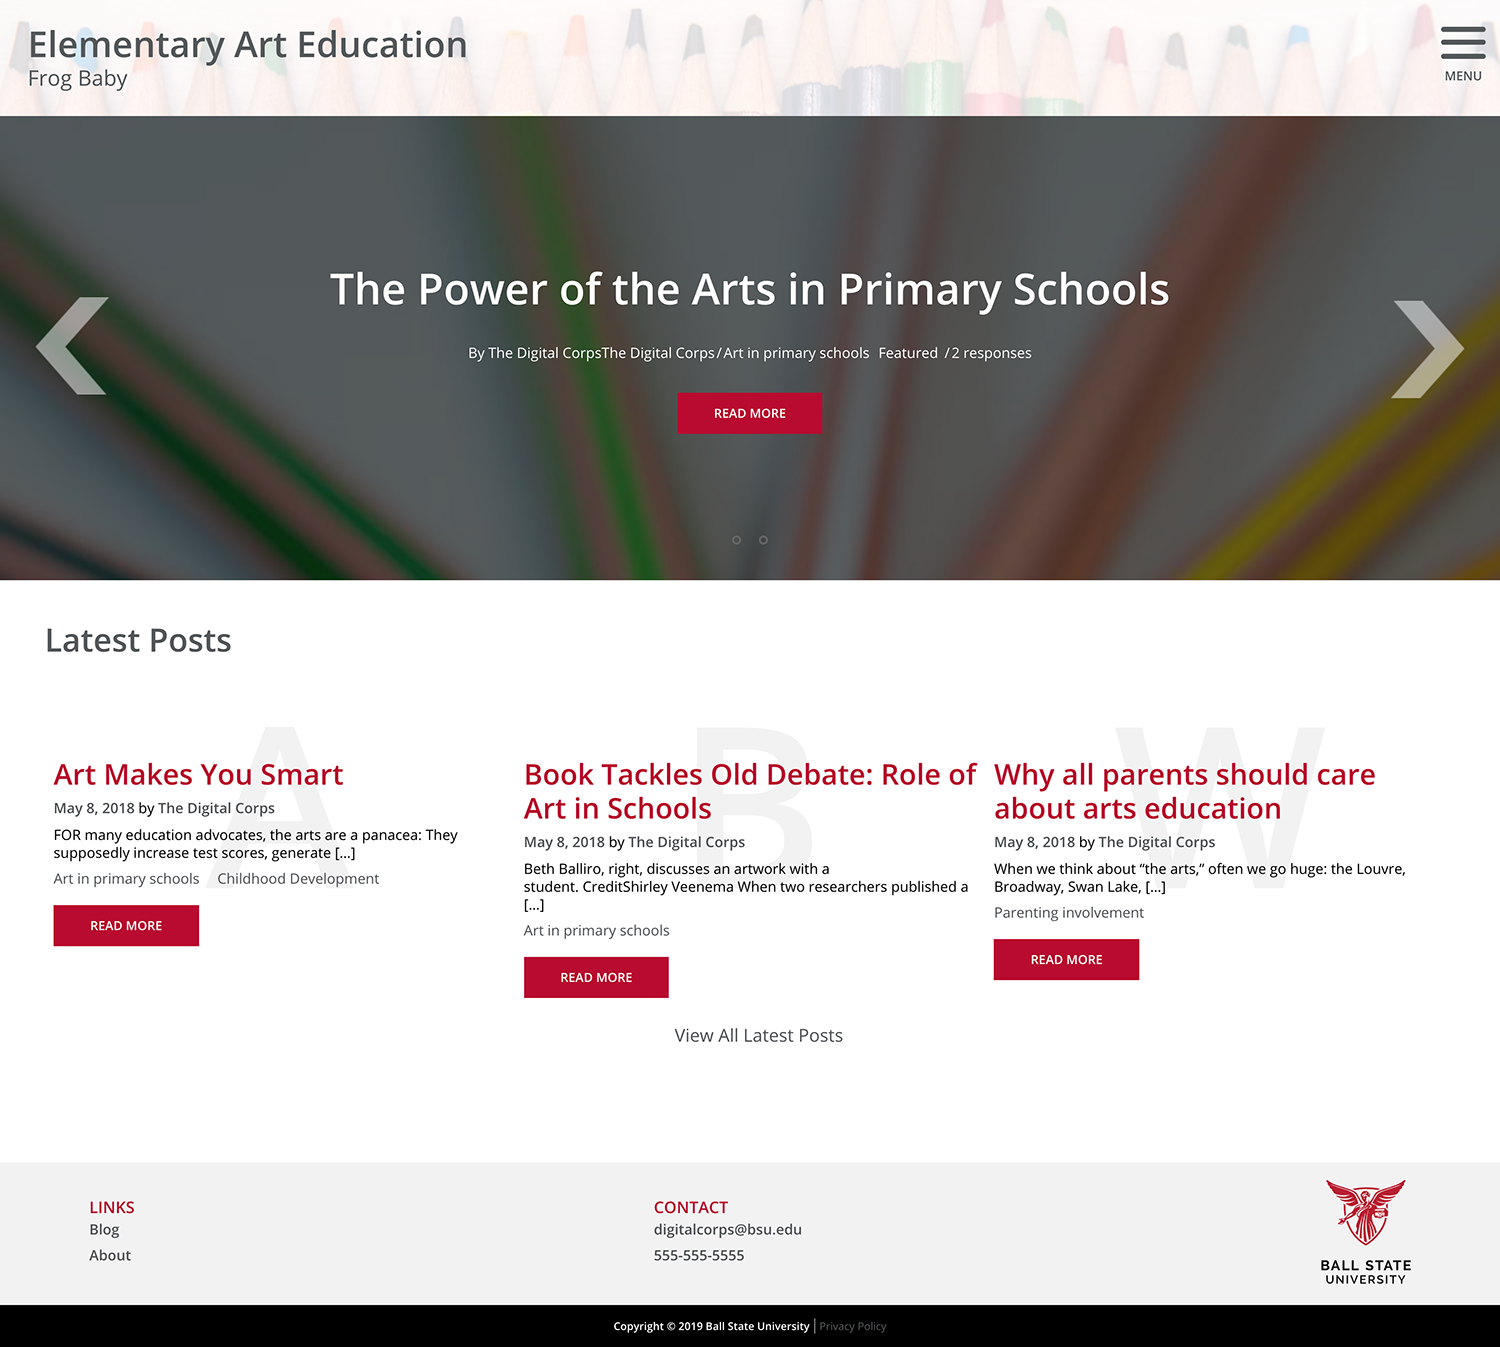 Elementary Art Education
Frog Baby
MENU
The Power of the Arts in Primary Schools
By The Digital CorpsThe Digital Corps/Art in primary schools Featured /2 responses
READ MORE
Latest Posts
A
Art Makes You Smart
May 8, 2018 by The Digital Corps
FOR many education advocates, the arts are a panacea: They
supposedly increase test scores, generate [...]
Art in primary schools Childhood Development
READ MORE
B
Book Tackles Old Debate: Role of
Art in Schools
May 8, 2018 by The Digital Corps
Beth Balliro, right, discusses an artwork with a
student. CreditShirley Veenema When two researchers published a
[...]
Art in primary schools
READ MORE
W
Why all parents should care
about arts education
May 8, 2018 by The Digital Corps
When we think about “the arts,” often we go huge: the Louvre,
Broadway, Swan Lake, [...]
Parenting involvement
READ MORE
View All Latest Posts
LINKS
Blog
About
CONTACT
digitalcorps@bsu.edu
555-555-5555
BALL STATE
UNIVERSITY
Copyright © 2019 Ball State University | Privacy Policy